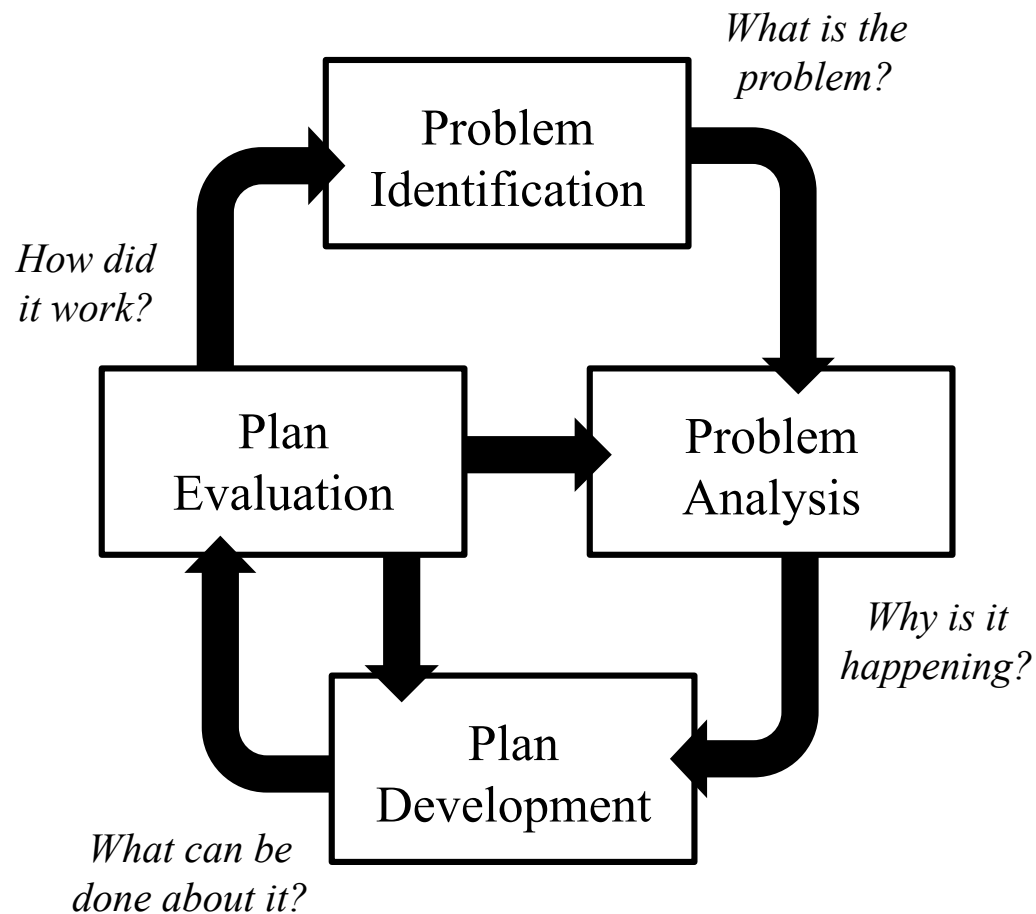 What is the
problem?
Problem
Identification
How did
it work?
Plan
Evaluation
Problem
Analysis
Why is it
happening?
Plan
Development
What can be
done about it?